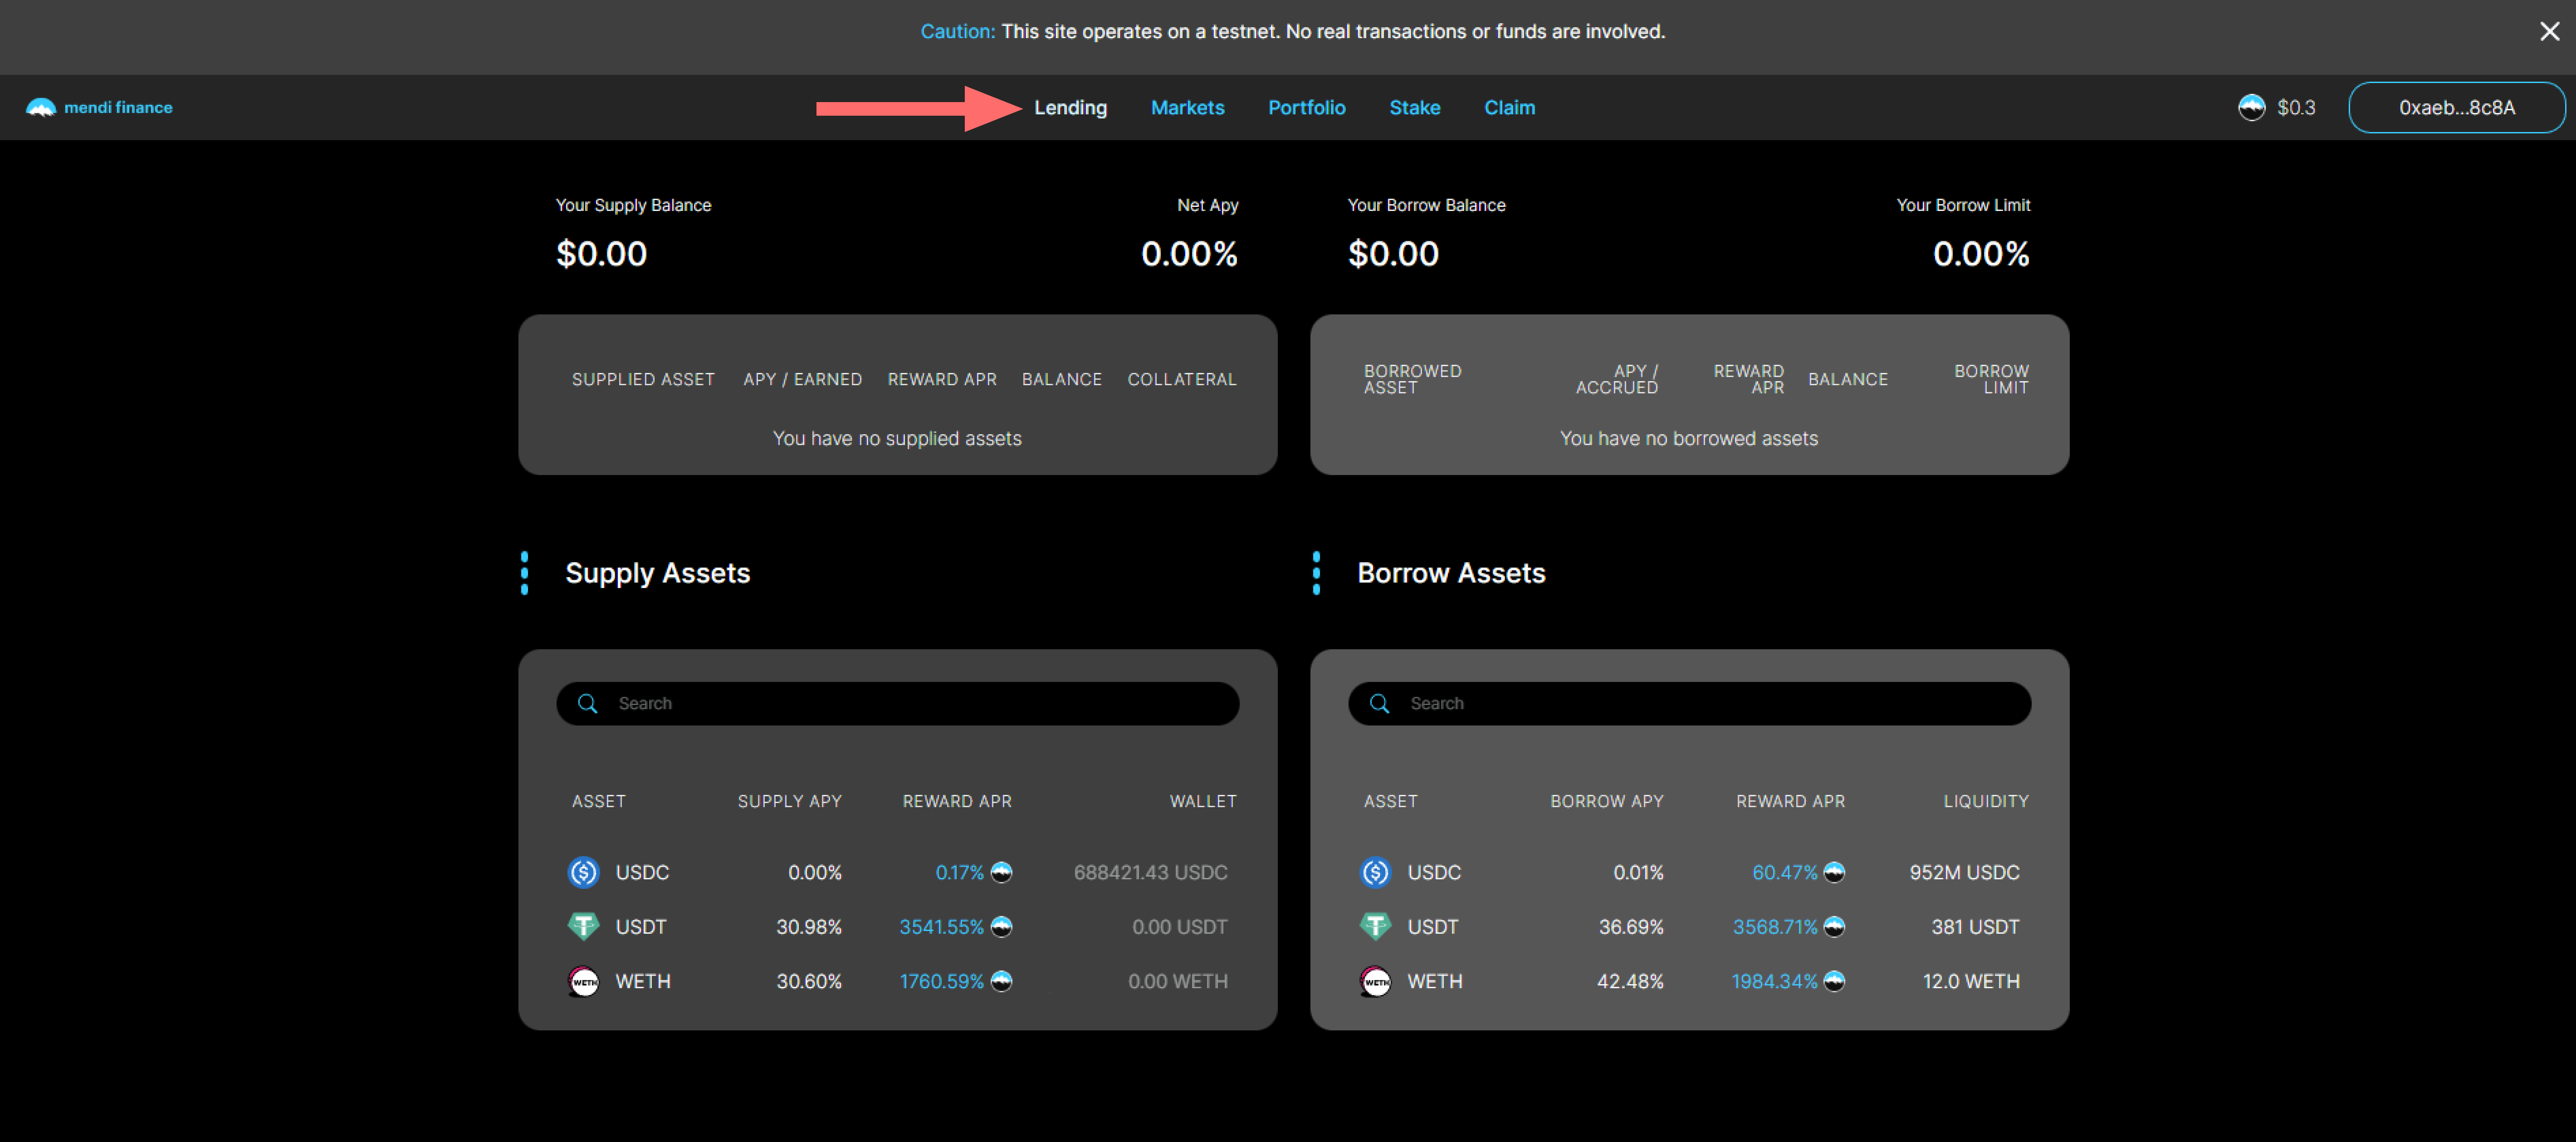 Caution: This site operates on a testnet. No real transactions or funds are involved.
mendi finance
Lending Markets Portfolio Stake Claim
$0.3
0xaeb...8c8A
Your Supply Balance Net Apy
$0.00 0.00%
Your Borrow Balance Your Borrow Limit
$0.00 0.00%
SUPPLIED ASSET APY / EARNED REWARD APR BALANCE COLLATERAL
You have no supplied assets
BORROWED ASSET APY / ACCRUED REWARD APR BALANCE BORROW LIMIT
You have no borrowed assets
Supply Assets
Search
ASSET SUPPLY APY REWARD APR WALLET
USDC 0.00% 0.17% 688421.43 USDC
USDT 30.98% 3541.55% 0.00 USDT
WETH WETH 30.60% 1760.59% 0.00 WETH
Borrow Assets
Search
ASSET BORROW APY REWARD APR LIQUIDITY
USDC 0.01% 60.47% 952M USDC
USDT 36.69% 3568.71% 381 USDT
WETH WETH 42.48% 1984.34% 12.0 WETH